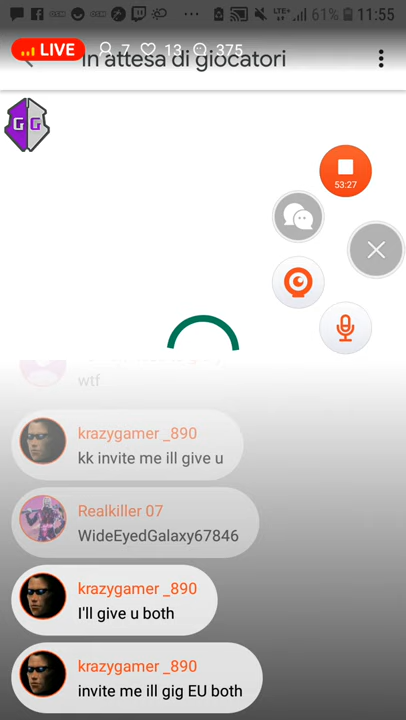 61% 11:55
LIVE 7 13 375
In attesa di giocatori
GG
53:27
wtf
krazygamer _890
kk invite me ill give u
Realkiller 07
WideEyedGalaxy67846
krazygamer _890
I'll give u both
krazygamer _890
invite me ill gig EU both